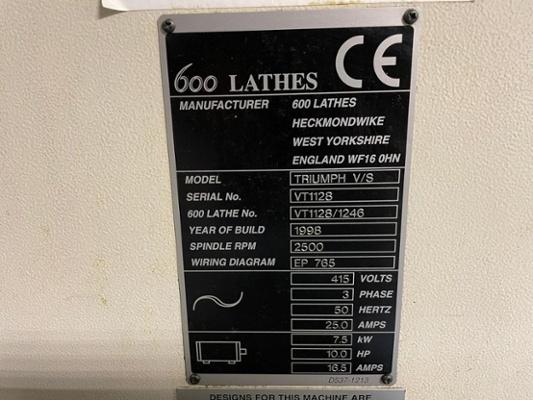 600 LATHES CE
MANUFACTURER 600 LATHES
HECKMONDWIKE
WEST YORKSHIRE
ENGLAND WF16 0HN
MODEL TRIUMPH V/S
SERIAL No. VT1128
600 LATHE No. VT1128/1246
YEAR OF BUILD 1998
SPINDLE RPM 2500
WIRING DIAGRAM EP 765
415 VOLTS
3 PHASE
50 HERTZ
25.0 AMPS
7.5 kW
10.0 HP
16.5 AMPS
D537-1213
DESIGNS FOR THIS MACHINE ARE